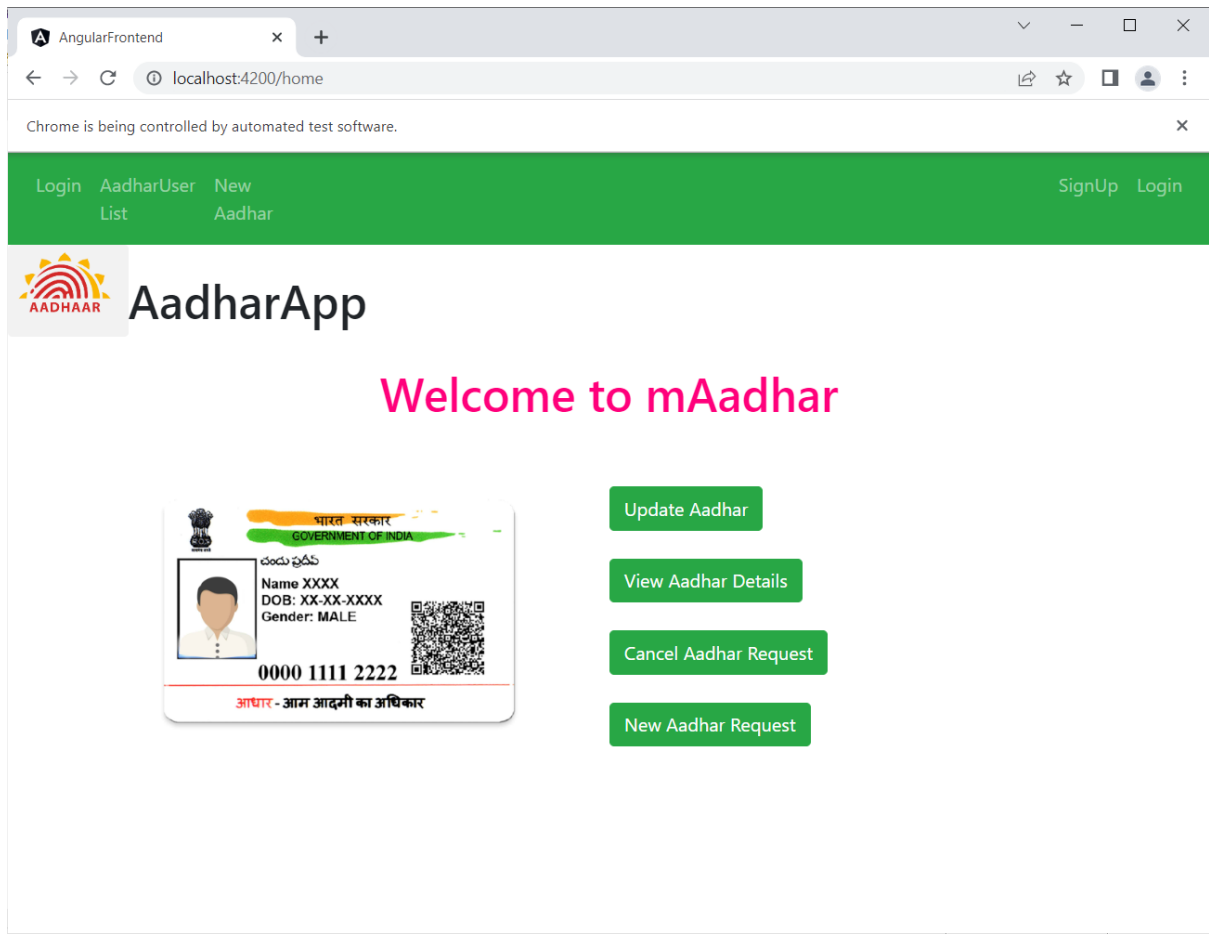 AngularFrontend
localhost:4200/home
Chrome is being controlled by automated test software.
Login AadharUser List New Aadhar SignUp Login
AADHAAR
AadharApp
Welcome to mAadhar
भारत सरकार
GOVERNMENT OF INDIA
చందు ప్రదీప్
Name XXXX
DOB: XX-XX-XXXX
Gender: MALE
0000 1111 2222
आधार - आम आदमी का अधिकार
Update Aadhar
View Aadhar Details
Cancel Aadhar Request
New Aadhar Request